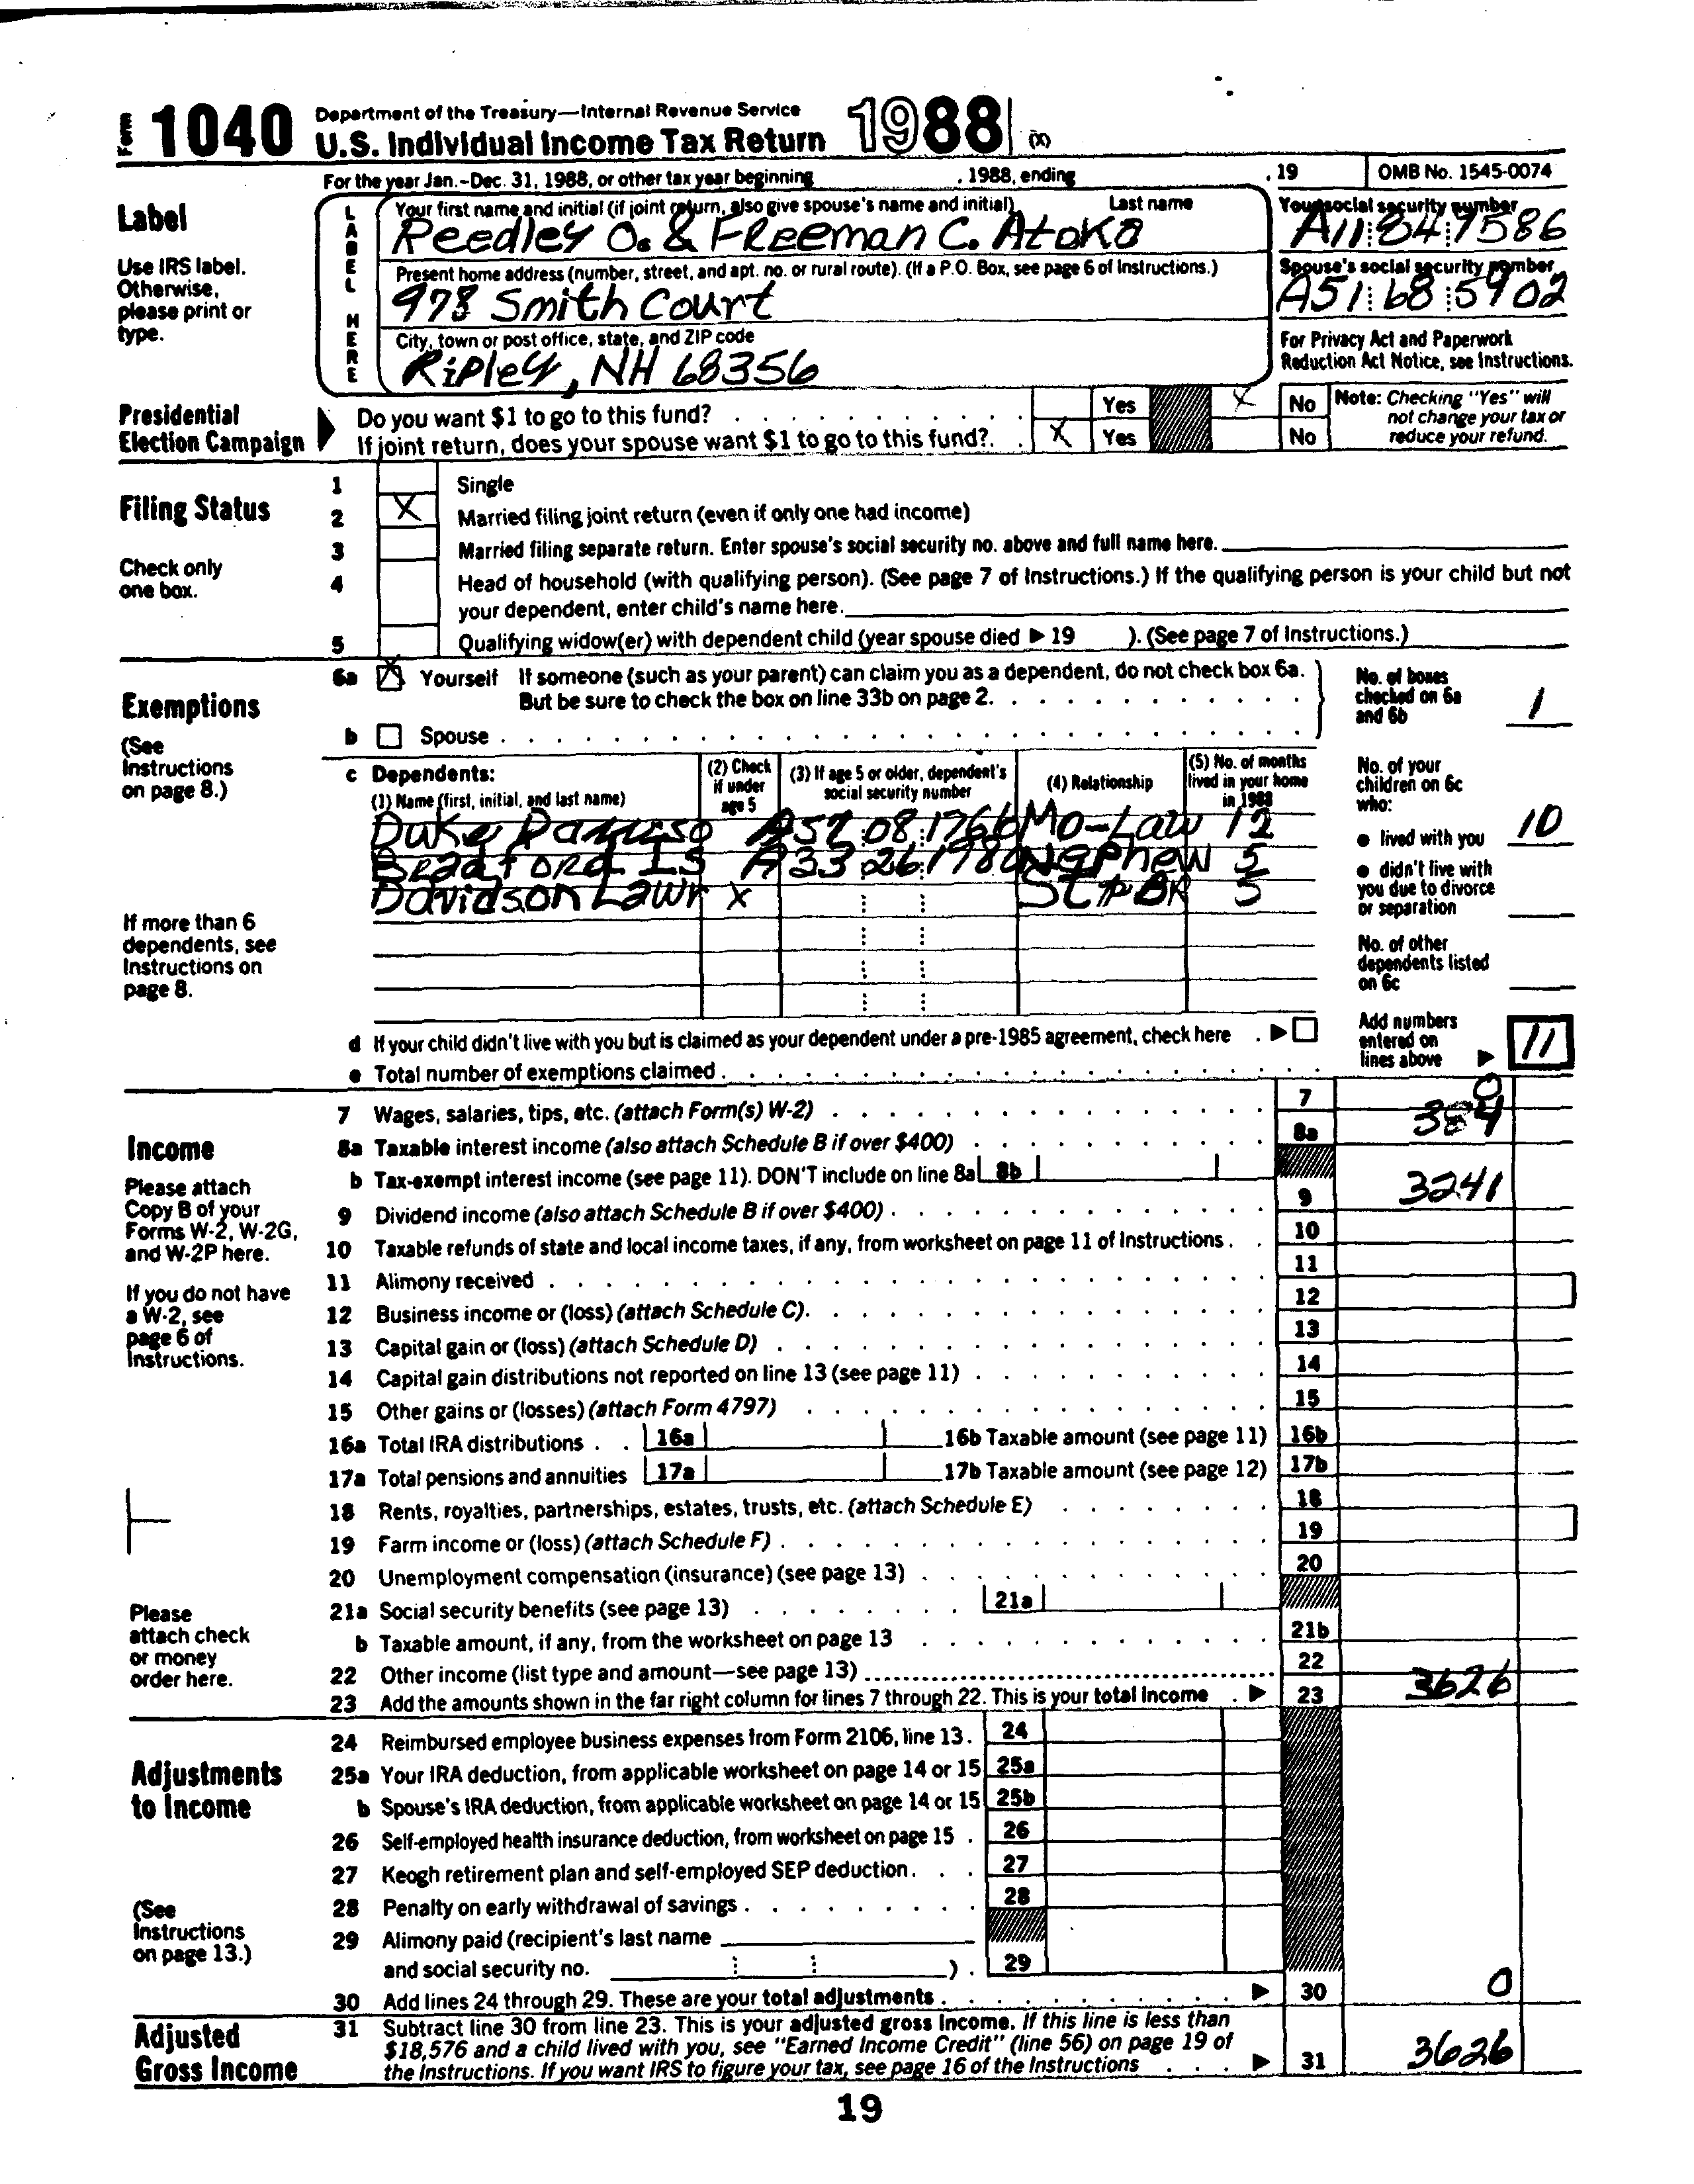 Form 1040 Department of the Treasury—Internal Revenue Service
U.S. Individual Income Tax Return 1988 (X)
For the year Jan.-Dec. 31, 1988, or other tax year beginning , 1988, ending , 19 OMB No. 1545-0074
Label
Use IRS label. Otherwise, please print or type.
LABEL HERE
Your first name and initial (if joint return, also give spouse's name and initial) Last name
Reedley O. & Freeman C. Atoka
Your social security number
A11 84 7586
Present home address (number, street, and apt. no. or rural route). (If a P.O. Box, see page 6 of Instructions.)
978 Smith Court
Spouse's social security number
A51 68 5902
City, town or post office, state, and ZIP code
Ripley, NH 68356
For Privacy Act and Paperwork Reduction Act Notice, see Instructions.
Presidential Election Campaign
Do you want $1 to go to this fund? Yes X No
If joint return, does your spouse want $1 to go to this fund? X Yes No
Note: Checking "Yes" will not change your tax or reduce your refund.
Filing Status
Check only one box.
1 Single
2 X Married filing joint return (even if only one had income)
3 Married filing separate return. Enter spouse's social security no. above and full name here.
4 Head of household (with qualifying person). (See page 7 of Instructions.) If the qualifying person is your child but not
your dependent, enter child's name here.
5 Qualifying widow(er) with dependent child (year spouse died ▶ 19 ). (See page 7 of Instructions.)
Exemptions
(See Instructions on page 8.)
6a X Yourself If someone (such as your parent) can claim you as a dependent, do not check box 6a.
But be sure to check the box on line 33b on page 2.
b Spouse
No. of boxes checked on 6a and 6b 1
c Dependents:
(1) Name (first, initial, and last name)
(2) Check if under age 5
(3) If age 5 or older, dependent's social security number
(4) Relationship
(5) No. of months lived in your home in 1988
Duke A57 08 1766 Mo-Law 12
Bradford Is A33 26 1980 Nephew 5
Davidson Lawr X 5
If more than 6 dependents, see Instructions on page 8.
No. of your children on 6c who:
● lived with you 10
● didn't live with you due to divorce or separation
No. of other dependents listed on 6c
d If your child didn't live with you but is claimed as your dependent under a pre-1985 agreement, check here ▶
e Total number of exemptions claimed
Add numbers entered on lines above ▶ 11
Income
Please attach Copy B of your Forms W-2, W-2G, and W-2P here.
If you do not have a W-2, see page 6 of Instructions.
Please attach check or money order here.
7 Wages, salaries, tips, etc. (attach Form(s) W-2) 7 0
8a Taxable interest income (also attach Schedule B if over $400) 8a 384
b Tax-exempt interest income (see page 11). DON'T include on line 8a 8b
9 Dividend income (also attach Schedule B if over $400) 9 3241
10 Taxable refunds of state and local income taxes, if any, from worksheet on page 11 of Instructions. 10
11 Alimony received 11
12 Business income or (loss) (attach Schedule C). 12
13 Capital gain or (loss) (attach Schedule D) 13
14 Capital gain distributions not reported on line 13 (see page 11) 14
15 Other gains or (losses) (attach Form 4797) 15
16a Total IRA distributions 16a 16b Taxable amount (see page 11) 16b
17a Total pensions and annuities 17a 17b Taxable amount (see page 12) 17b
18 Rents, royalties, partnerships, estates, trusts, etc. (attach Schedule E) 18
19 Farm income or (loss) (attach Schedule F) 19
20 Unemployment compensation (insurance) (see page 13) 20
21a Social security benefits (see page 13) 21a
b Taxable amount, if any, from the worksheet on page 13 21b
22 Other income (list type and amount—see page 13) 22
23 Add the amounts shown in the far right column for lines 7 through 22. This is your total income ▶ 23 3626
Adjustments to Income
(See Instructions on page 13.)
24 Reimbursed employee business expenses from Form 2106, line 13. 24
25a Your IRA deduction, from applicable worksheet on page 14 or 15 25a
b Spouse's IRA deduction, from applicable worksheet on page 14 or 15 25b
26 Self-employed health insurance deduction, from worksheet on page 15 26
27 Keogh retirement plan and self-employed SEP deduction 27
28 Penalty on early withdrawal of savings 28
29 Alimony paid (recipient's last name
and social security no. ) 29
30 Add lines 24 through 29. These are your total adjustments ▶ 30 0
Adjusted Gross Income
31 Subtract line 30 from line 23. This is your adjusted gross income. If this line is less than
$18,576 and a child lived with you, see "Earned Income Credit" (line 56) on page 19 of
the Instructions. If you want IRS to figure your tax, see page 16 of the Instructions ▶ 31 3626
19